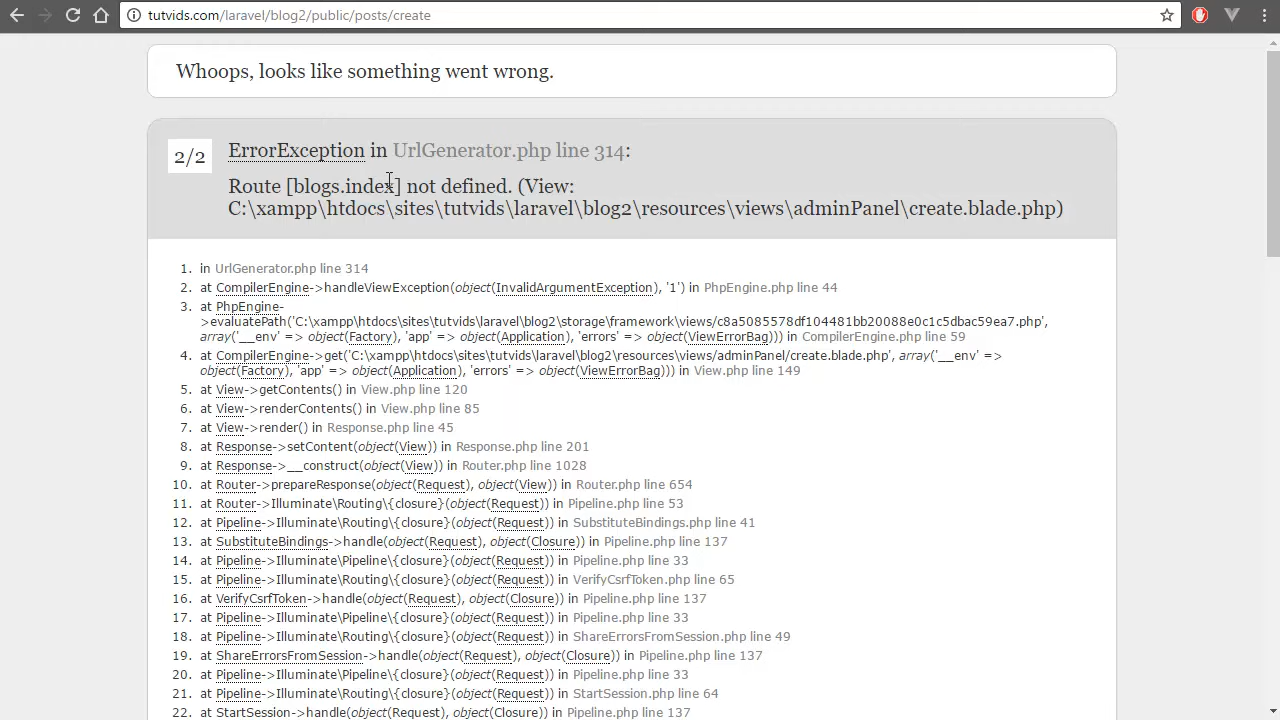 tutvids.com/laravel/blog2/public/posts/create
Whoops, looks like something went wrong.
2/2
ErrorException in UrlGenerator.php line 314:
Route [blogs.index] not defined. (View:
C:\xampp\htdocs\sites\tutvids\laravel\blog2\resources\views\adminPanel\create.blade.php)
1. in UrlGenerator.php line 314
2. at CompilerEngine->handleViewException(object(InvalidArgumentException), '1') in PhpEngine.php line 44
3. at PhpEngine-
>evaluatePath('C:\xampp\htdocs\sites\tutvids\laravel\blog2\storage\framework\views/c8a5085578df104481bb20088e0c1c5dbac59ea7.php',
array('__env' => object(Factory), 'app' => object(Application), 'errors' => object(ViewErrorBag))) in CompilerEngine.php line 59
4. at CompilerEngine->get('C:\xampp\htdocs\sites\tutvids\laravel\blog2\resources\views/adminPanel/create.blade.php', array('__env' =>
object(Factory), 'app' => object(Application), 'errors' => object(ViewErrorBag))) in View.php line 149
5. at View->getContents() in View.php line 120
6. at View->renderContents() in View.php line 85
7. at View->render() in Response.php line 45
8. at Response->setContent(object(View)) in Response.php line 201
9. at Response->__construct(object(View)) in Router.php line 1028
10. at Router->prepareResponse(object(Request), object(View)) in Router.php line 654
11. at Router->Illuminate\Routing\{closure}(object(Request)) in Pipeline.php line 53
12. at Pipeline->Illuminate\Routing\{closure}(object(Request)) in SubstituteBindings.php line 41
13. at SubstituteBindings->handle(object(Request), object(Closure)) in Pipeline.php line 137
14. at Pipeline->Illuminate\Pipeline\{closure}(object(Request)) in Pipeline.php line 33
15. at Pipeline->Illuminate\Routing\{closure}(object(Request)) in VerifyCsrfToken.php line 65
16. at VerifyCsrfToken->handle(object(Request), object(Closure)) in Pipeline.php line 137
17. at Pipeline->Illuminate\Pipeline\{closure}(object(Request)) in Pipeline.php line 33
18. at Pipeline->Illuminate\Routing\{closure}(object(Request)) in ShareErrorsFromSession.php line 49
19. at ShareErrorsFromSession->handle(object(Request), object(Closure)) in Pipeline.php line 137
20. at Pipeline->Illuminate\Pipeline\{closure}(object(Request)) in Pipeline.php line 33
21. at Pipeline->Illuminate\Routing\{closure}(object(Request)) in StartSession.php line 64
22. at StartSession->handle(object(Request), object(Closure)) in Pipeline.php line 137